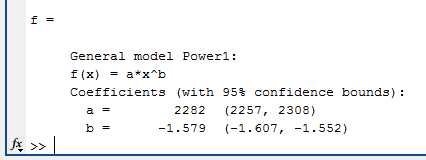 f =
General model Power1:
f(x) = a*x^b
Coefficients (with 95% confidence bounds):
a = 2282 (2257, 2308)
b = -1.579 (-1.607, -1.552)
fx >>